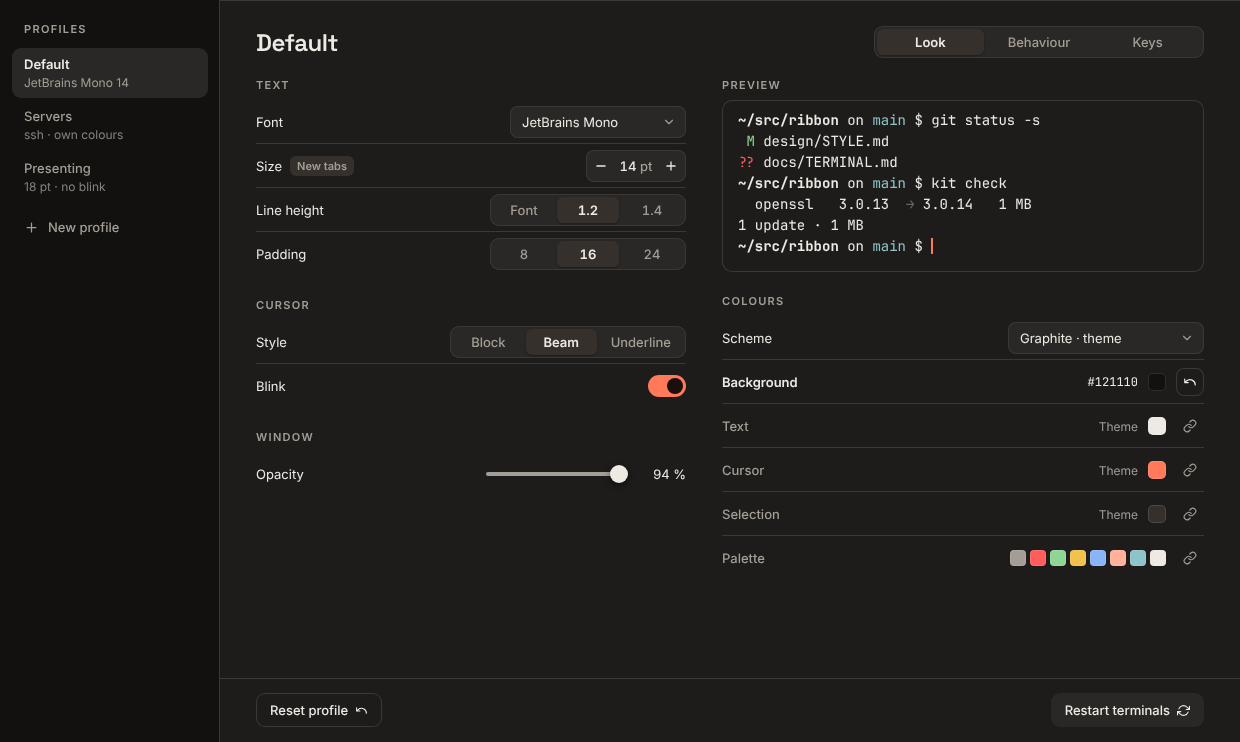 PROFILES
Default
JetBrains Mono 14
Servers
ssh · own colours
Presenting
18 pt · no blink
New profile
Default
Look Behaviour Keys
TEXT
Font JetBrains Mono
Size New tabs − 14 pt +
Line height Font 1.2 1.4
Padding 8 16 24
CURSOR
Style Block Beam Underline
Blink
WINDOW
Opacity 94 %
PREVIEW
~/src/ribbon on main $ git status -s
M design/STYLE.md
?? docs/TERMINAL.md
~/src/ribbon on main $ kit check
openssl 3.0.13 → 3.0.14 1 MB
1 update · 1 MB
~/src/ribbon on main $
COLOURS
Scheme Graphite · theme
Background #121110
Text Theme
Cursor Theme
Selection Theme
Palette
Reset profile
Restart terminals